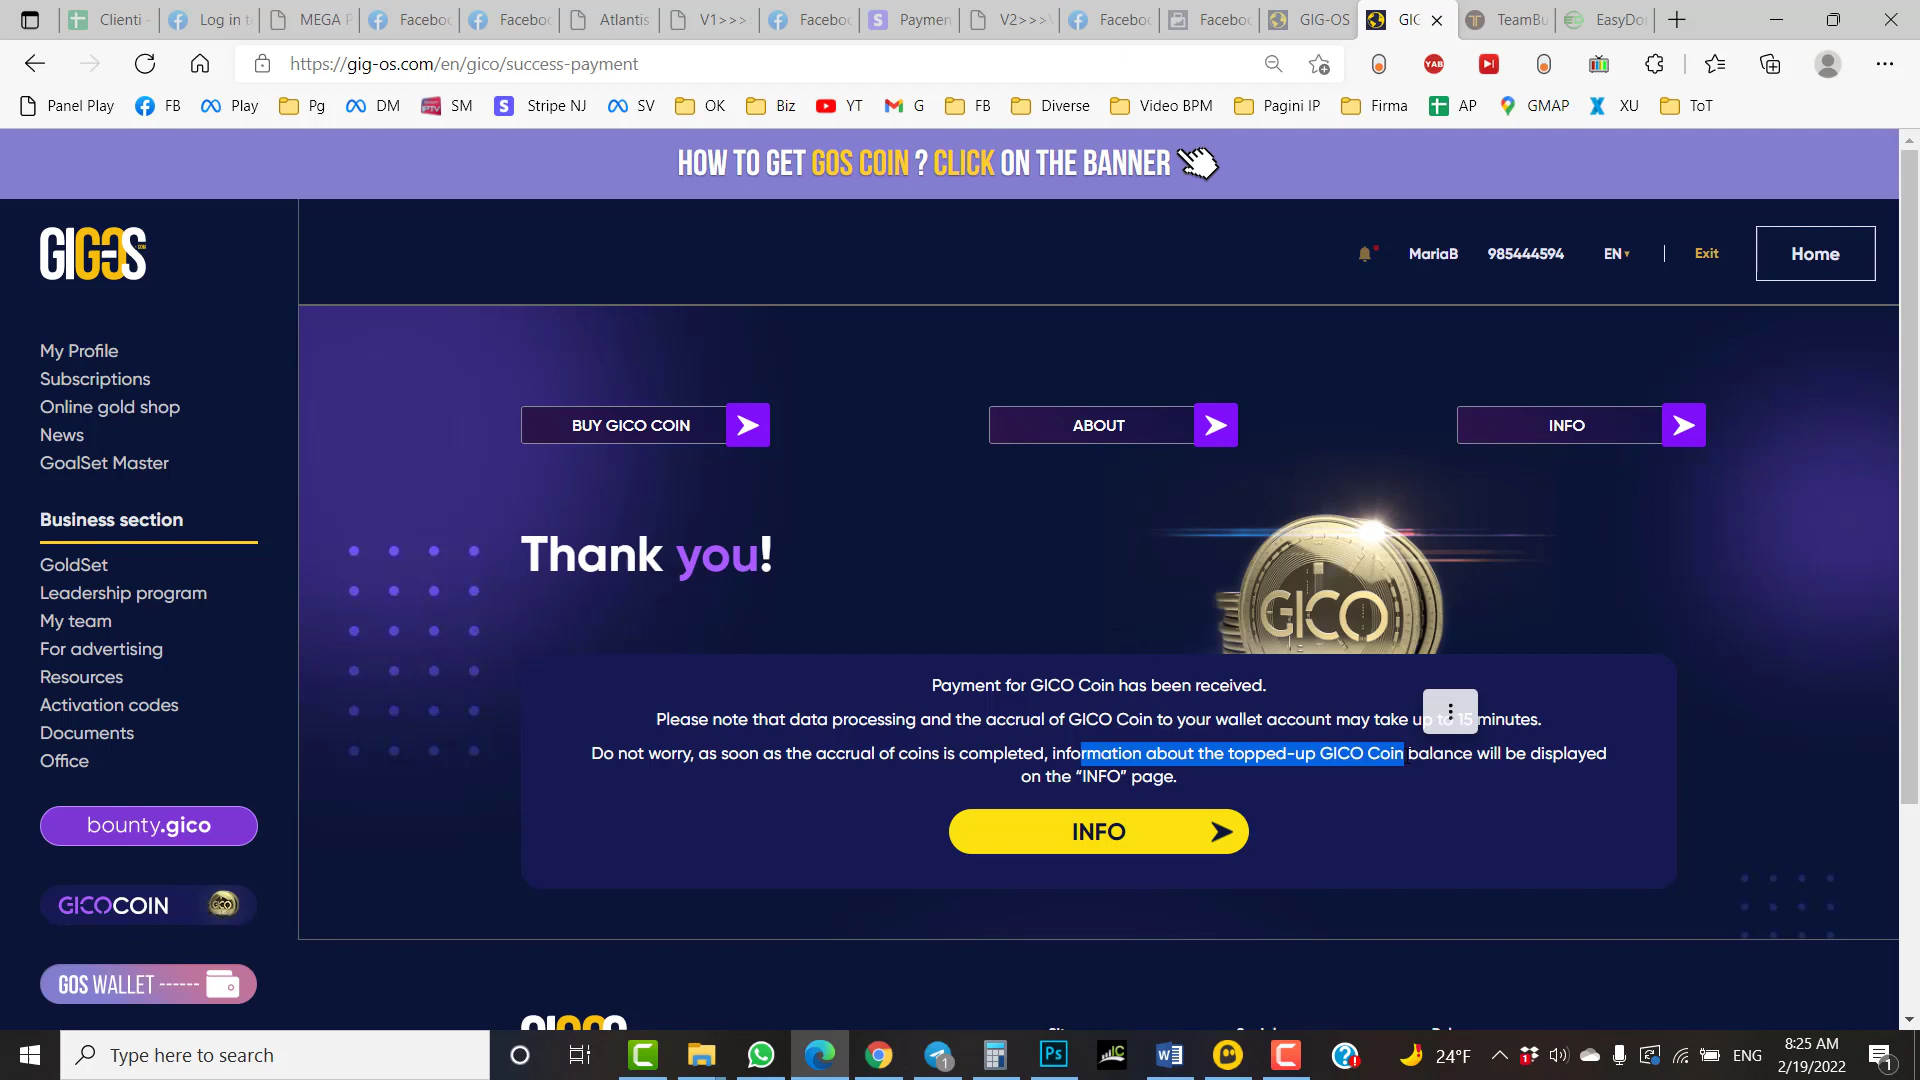 Clienti -
Log in t
MEGA P
Facebo
Facebo
Atlantis
V1>>>
Facebo
Paymen
V2>>>
Facebo
Facebo
GIG-OS
GIG
TeamBu
EasyDo
https://gig-os.com/en/gico/success-payment
YAB
Panel Play
FB
Play
Pg
DM
SM
Stripe NJ
SV
OK
Biz
YT
G
FB
Diverse
Video BPM
Pagini IP
Firma
AP
GMAP
XU
ToT
HOW TO GET GOS COIN ? CLICK ON THE BANNER
GIGOS
MariaB
985444594
EN
Exit
Home
My Profile
Subscriptions
Online gold shop
News
GoalSet Master
Business section
GoldSet
Leadership program
My team
For advertising
Resources
Activation codes
Documents
Office
bounty.gico
GICOCOIN
GOS WALLET ------
BUY GICO COIN
ABOUT
INFO
Thank you!
GICO
Payment for GICO Coin has been received.
Please note that data processing and the accrual of GICO Coin to your wallet account may take up to 15 minutes.
Do not worry, as soon as the accrual of coins is completed, information about the topped-up GICO Coin balance will be displayed
on the “INFO” page.
INFO
Type here to search
Ps
1
24°F
ENG
8:25 AM
2/19/2022
1